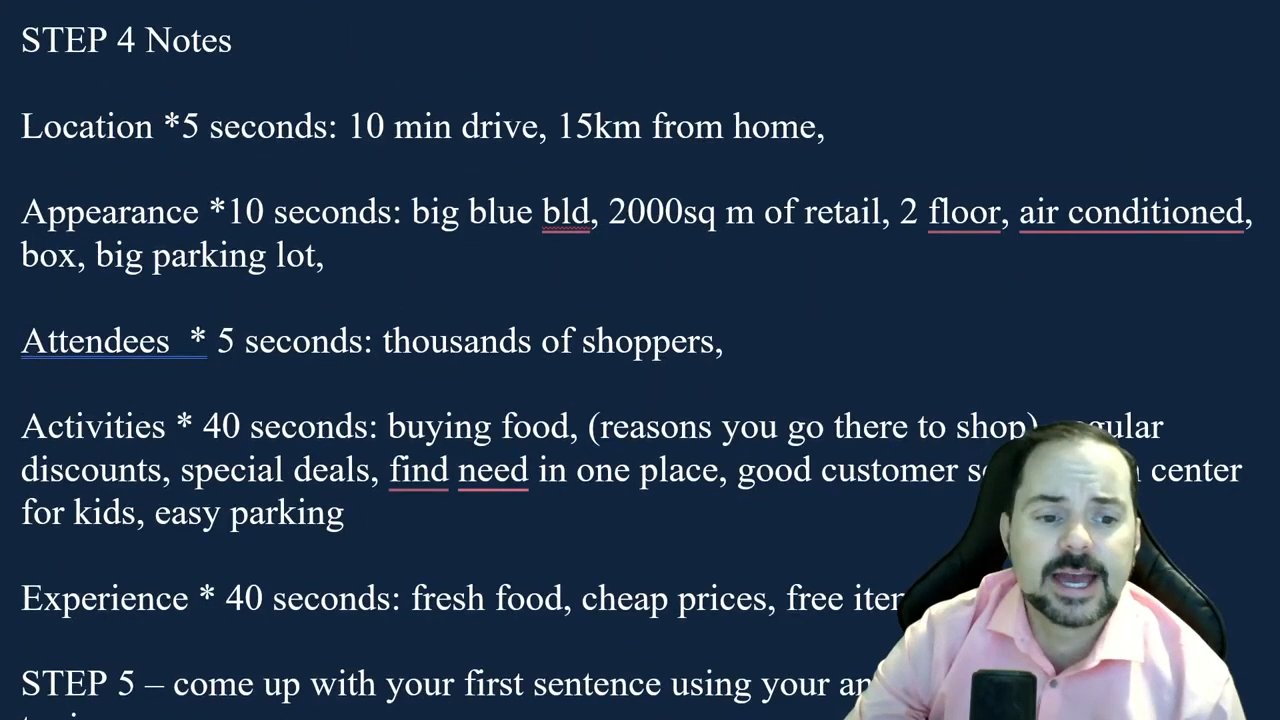 STEP 4 Notes
Location *5 seconds: 10 min drive, 15km from home,
Appearance *10 seconds: big blue bld, 2000sq m of retail, 2 floor, air conditioned,
box, big parking lot,
Attendees * 5 seconds: thousands of shoppers,
Activities * 40 seconds: buying food, (reasons you go there to shop)
discounts, special deals, find need in one place, good customer center
for kids, easy parking
Experience * 40 seconds: fresh food, cheap prices, free
STEP 5 – come up with your first sentence using your